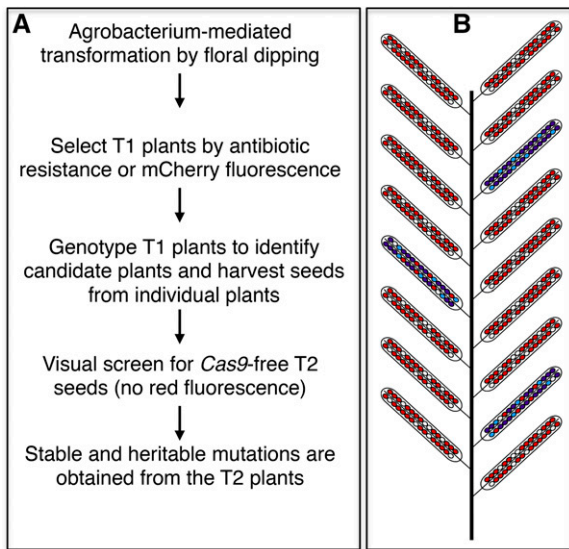 A
Agrobacterium-mediated
transformation by floral dipping
Select T1 plants by antibiotic
resistance or mCherry fluorescence
Genotype T1 plants to identify
candidate plants and harvest seeds
from individual plants
Visual screen for Cas9-free T2
seeds (no red fluorescence)
Stable and heritable mutations are
obtained from the T2 plants
B